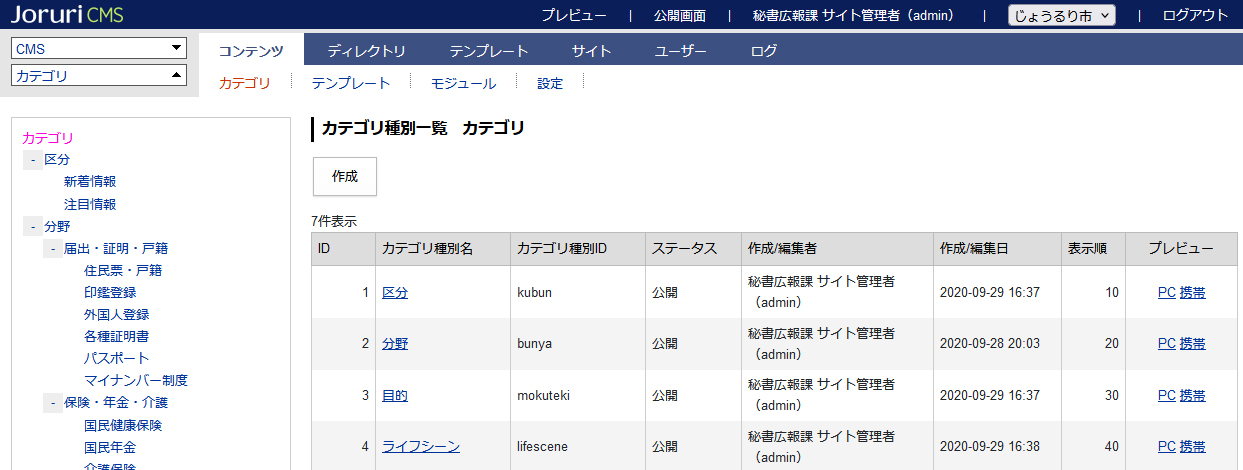 Joruri CMS プレビュー | 公開画面 | 秘書広報課 サイト管理者（admin） | じょうるり市 | ログアウト
CMS
カテゴリ
コンテンツ ディレクトリ テンプレート サイト ユーザー ログ
カテゴリ テンプレート モジュール 設定
カテゴリ
- 区分
新着情報
注目情報
- 分野
- 届出・証明・戸籍
住民票・戸籍
印鑑登録
外国人登録
各種証明書
パスポート
マイナンバー制度
- 保険・年金・介護
国民健康保険
国民年金
介護保険
カテゴリ種別一覧　カテゴリ
作成
7件表示
ID カテゴリ種別名 カテゴリ種別ID ステータス 作成/編集者 作成/編集日 表示順 プレビュー
1 区分 kubun 公開 秘書広報課 サイト管理者 2020-09-29 16:37 10 PC 携帯
（admin）
2 分野 bunya 公開 秘書広報課 サイト管理者 2020-09-28 20:03 20 PC 携帯
（admin）
3 目的 mokuteki 公開 秘書広報課 サイト管理者 2020-09-29 16:37 30 PC 携帯
（admin）
4 ライフシーン lifescene 公開 秘書広報課 サイト管理者 2020-09-29 16:38 40 PC 携帯
（admin）